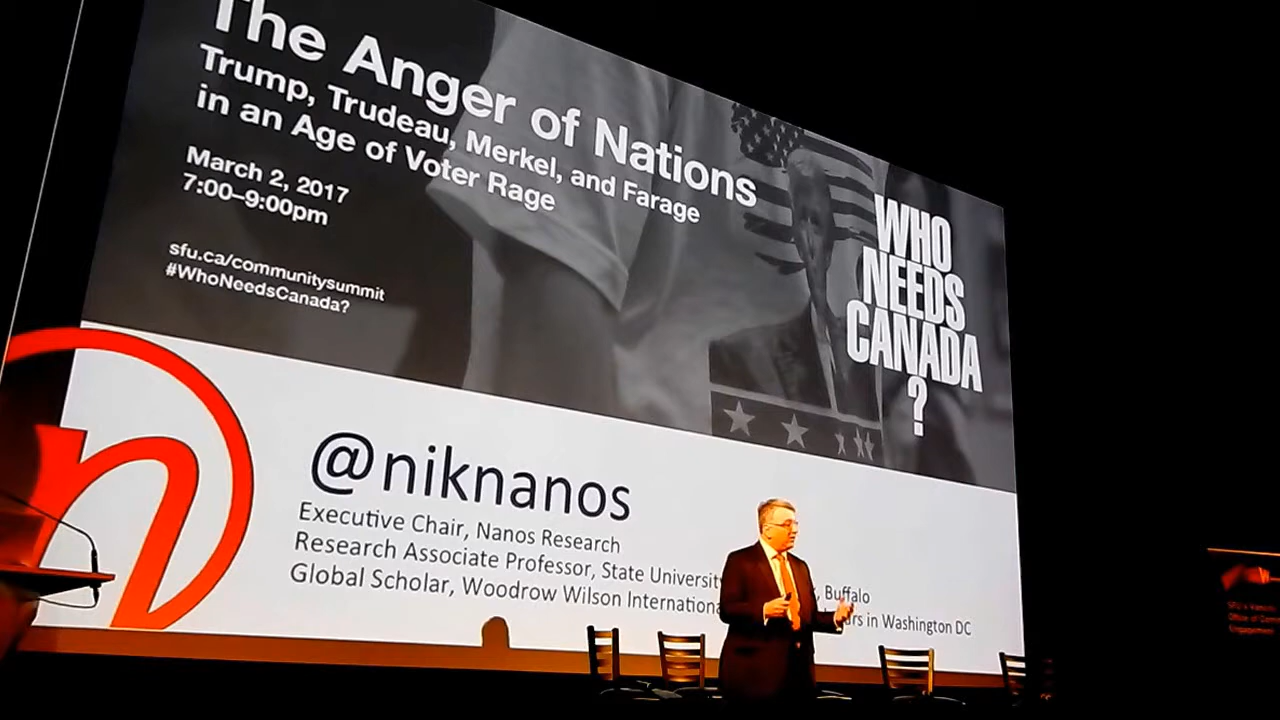 The Anger of Nations
Trump, Trudeau, Merkel, and Farage
in an Age of Voter Rage
March 2, 2017
7:00–9:00pm
sfu.ca/communitysummit
#WhoNeedsCanada?
WHO
NEEDS
CANADA
?
n
@niknanos
Executive Chair, Nanos Research
Research Associate Professor, State University Buffalo
Global Scholar, Woodrow Wilson in Washington DC